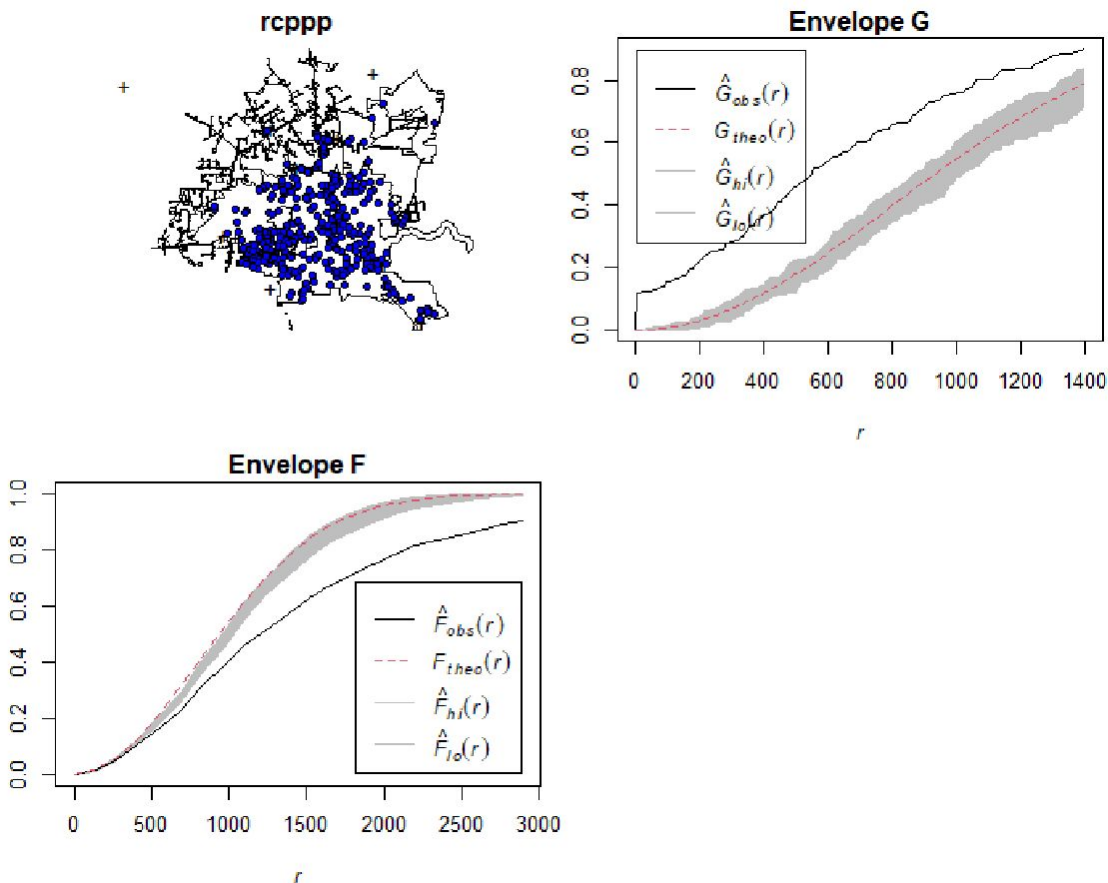 rcppp
+
+
+
Envelope G
Ĝobs(r)
Gtheo(r)
Ĝhi(r)
Ĝlo(r)
0.8
0.6
0.4
0.2
0.0
0 200 400 600 800 1000 1200 1400
r
Envelope F
1.0
0.8
0.6
0.4
0.2
0.0
F̂obs(r)
Ftheo(r)
F̂hi(r)
F̂lo(r)
0 500 1000 1500 2000 2500 3000
r